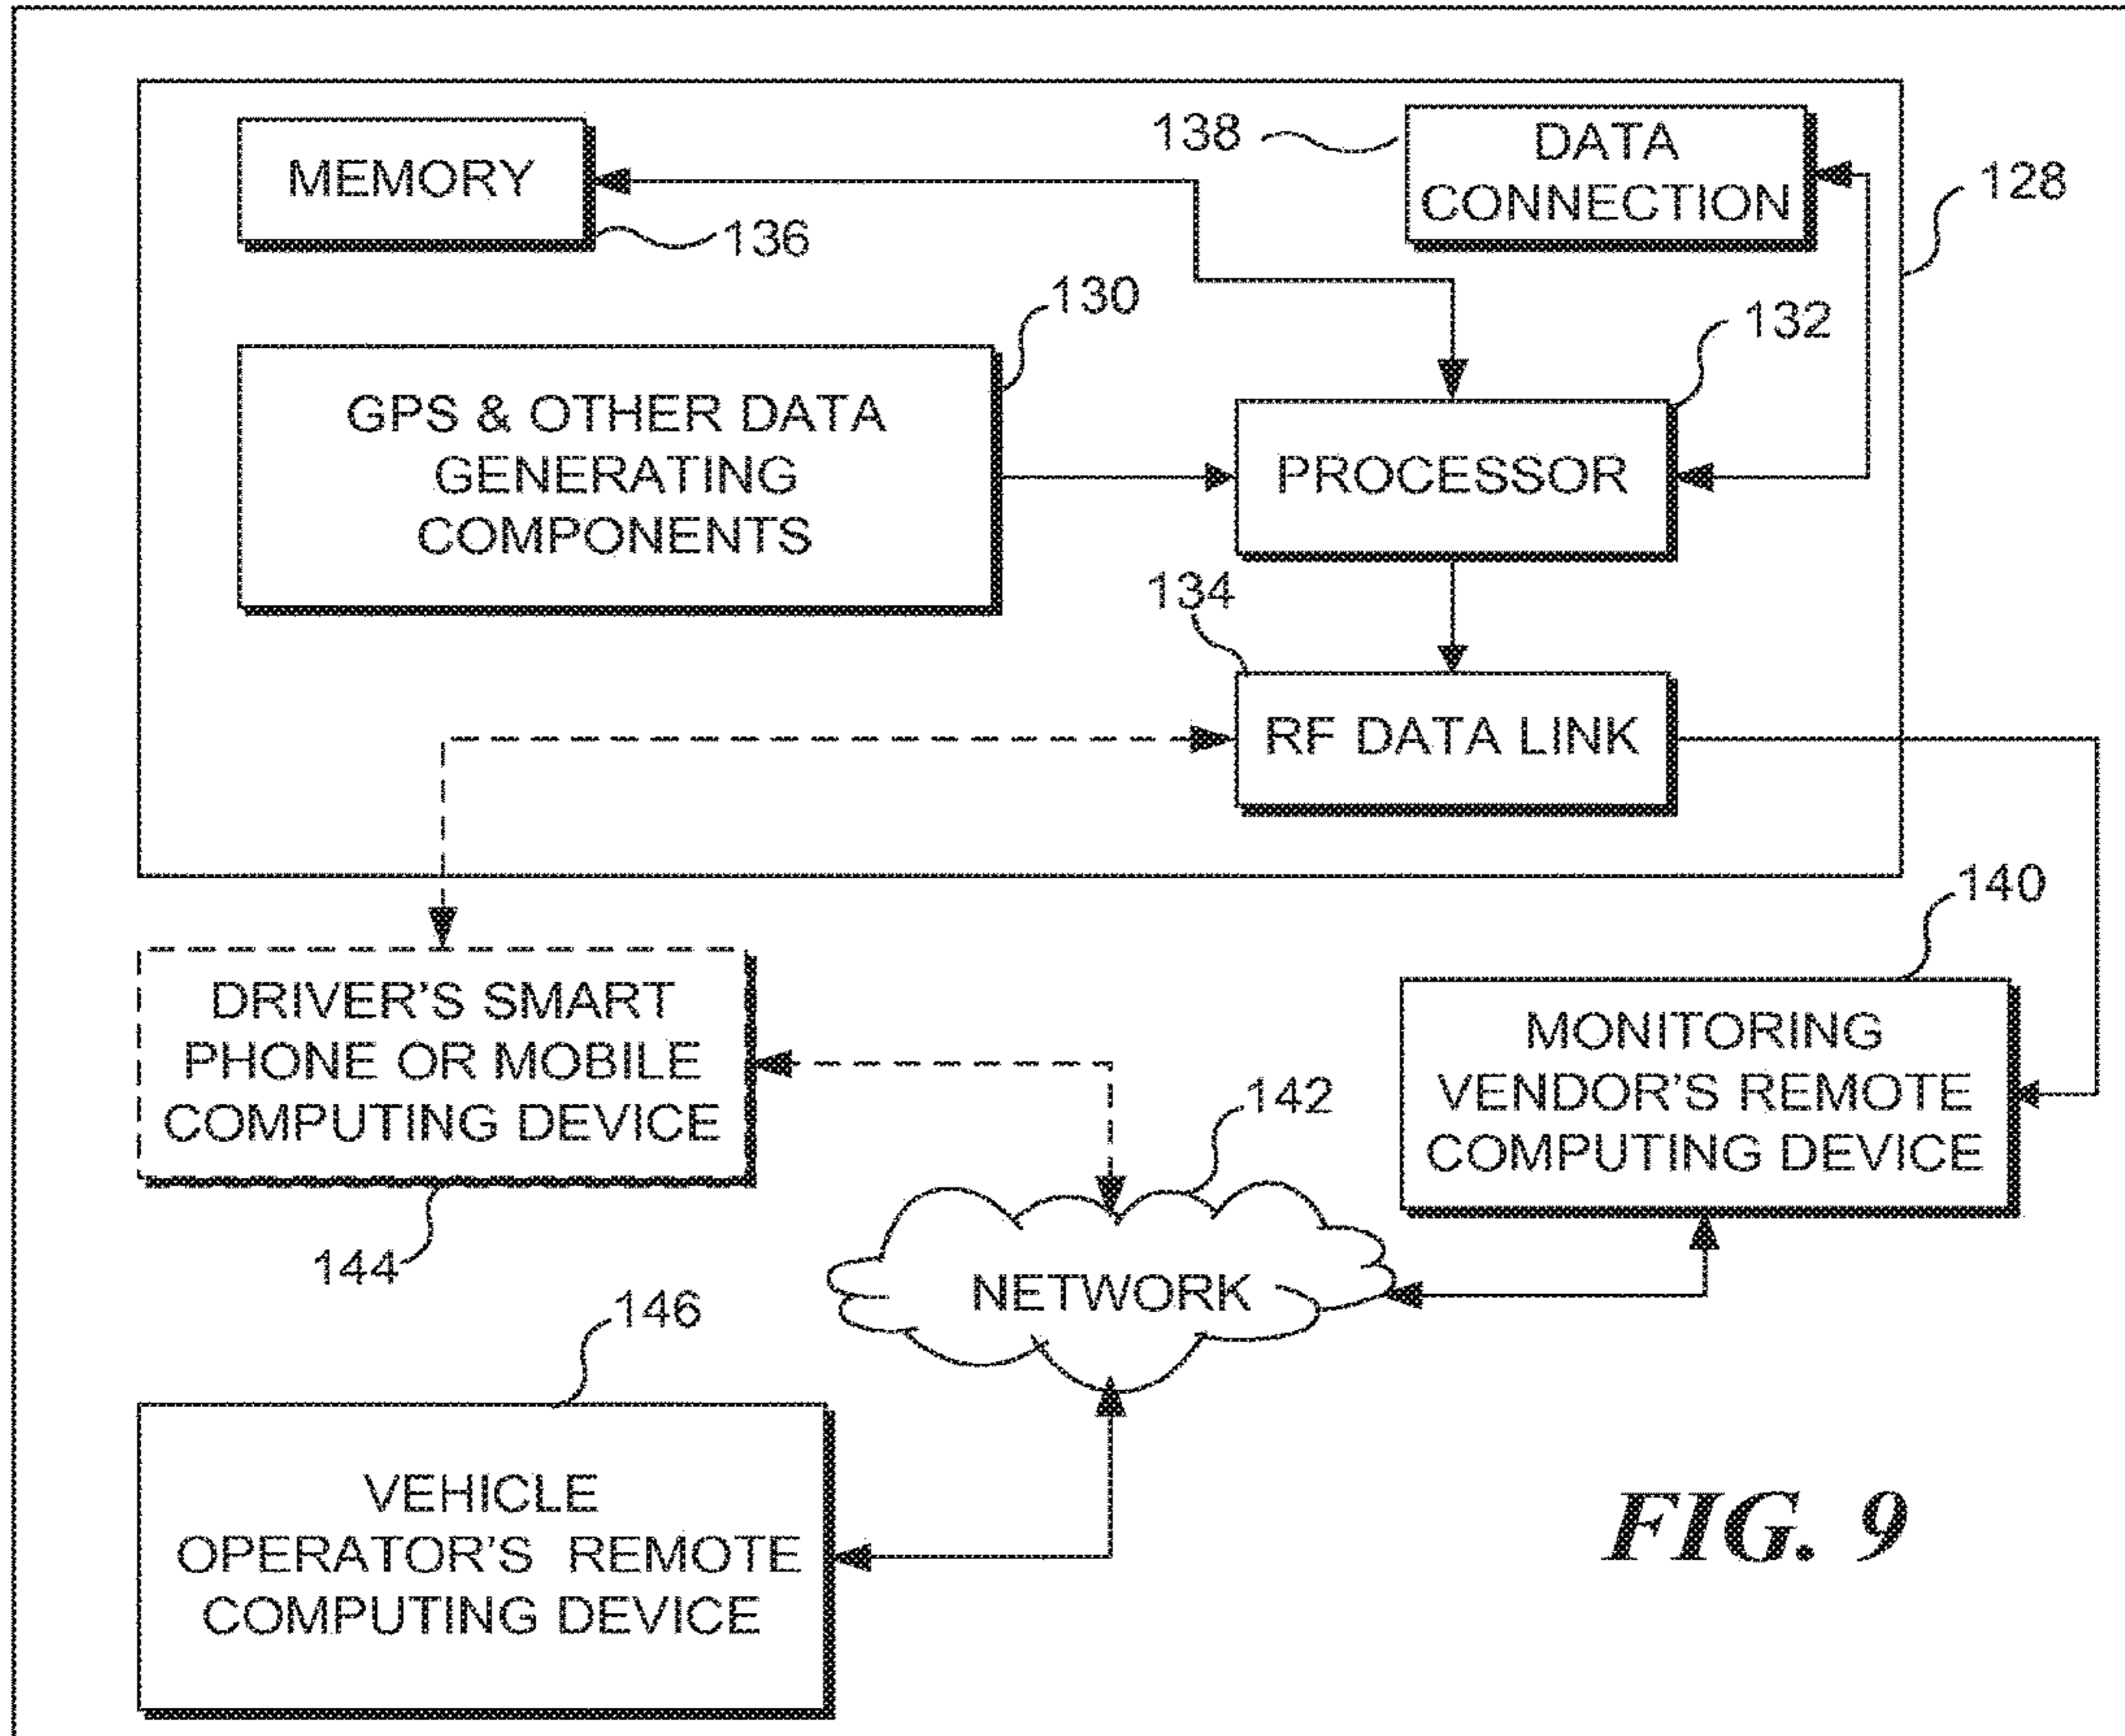 MEMORY
136
138
DATA
CONNECTION
128
130
GPS & OTHER DATA
GENERATING
COMPONENTS
132
PROCESSOR
134
RF DATA LINK
140
DRIVER'S SMART
PHONE OR MOBILE
COMPUTING DEVICE
144
MONITORING
VENDOR'S REMOTE
COMPUTING DEVICE
142
NETWORK
146
VEHICLE
OPERATOR'S REMOTE
COMPUTING DEVICE
FIG. 9